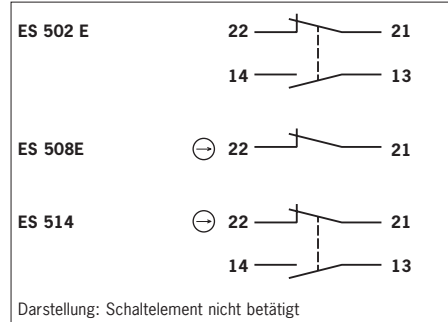 ES 502 E 22 21
14 13
ES 508E 22 21
ES 514 22 21
14 13
Darstellung: Schaltelement nicht betätigt